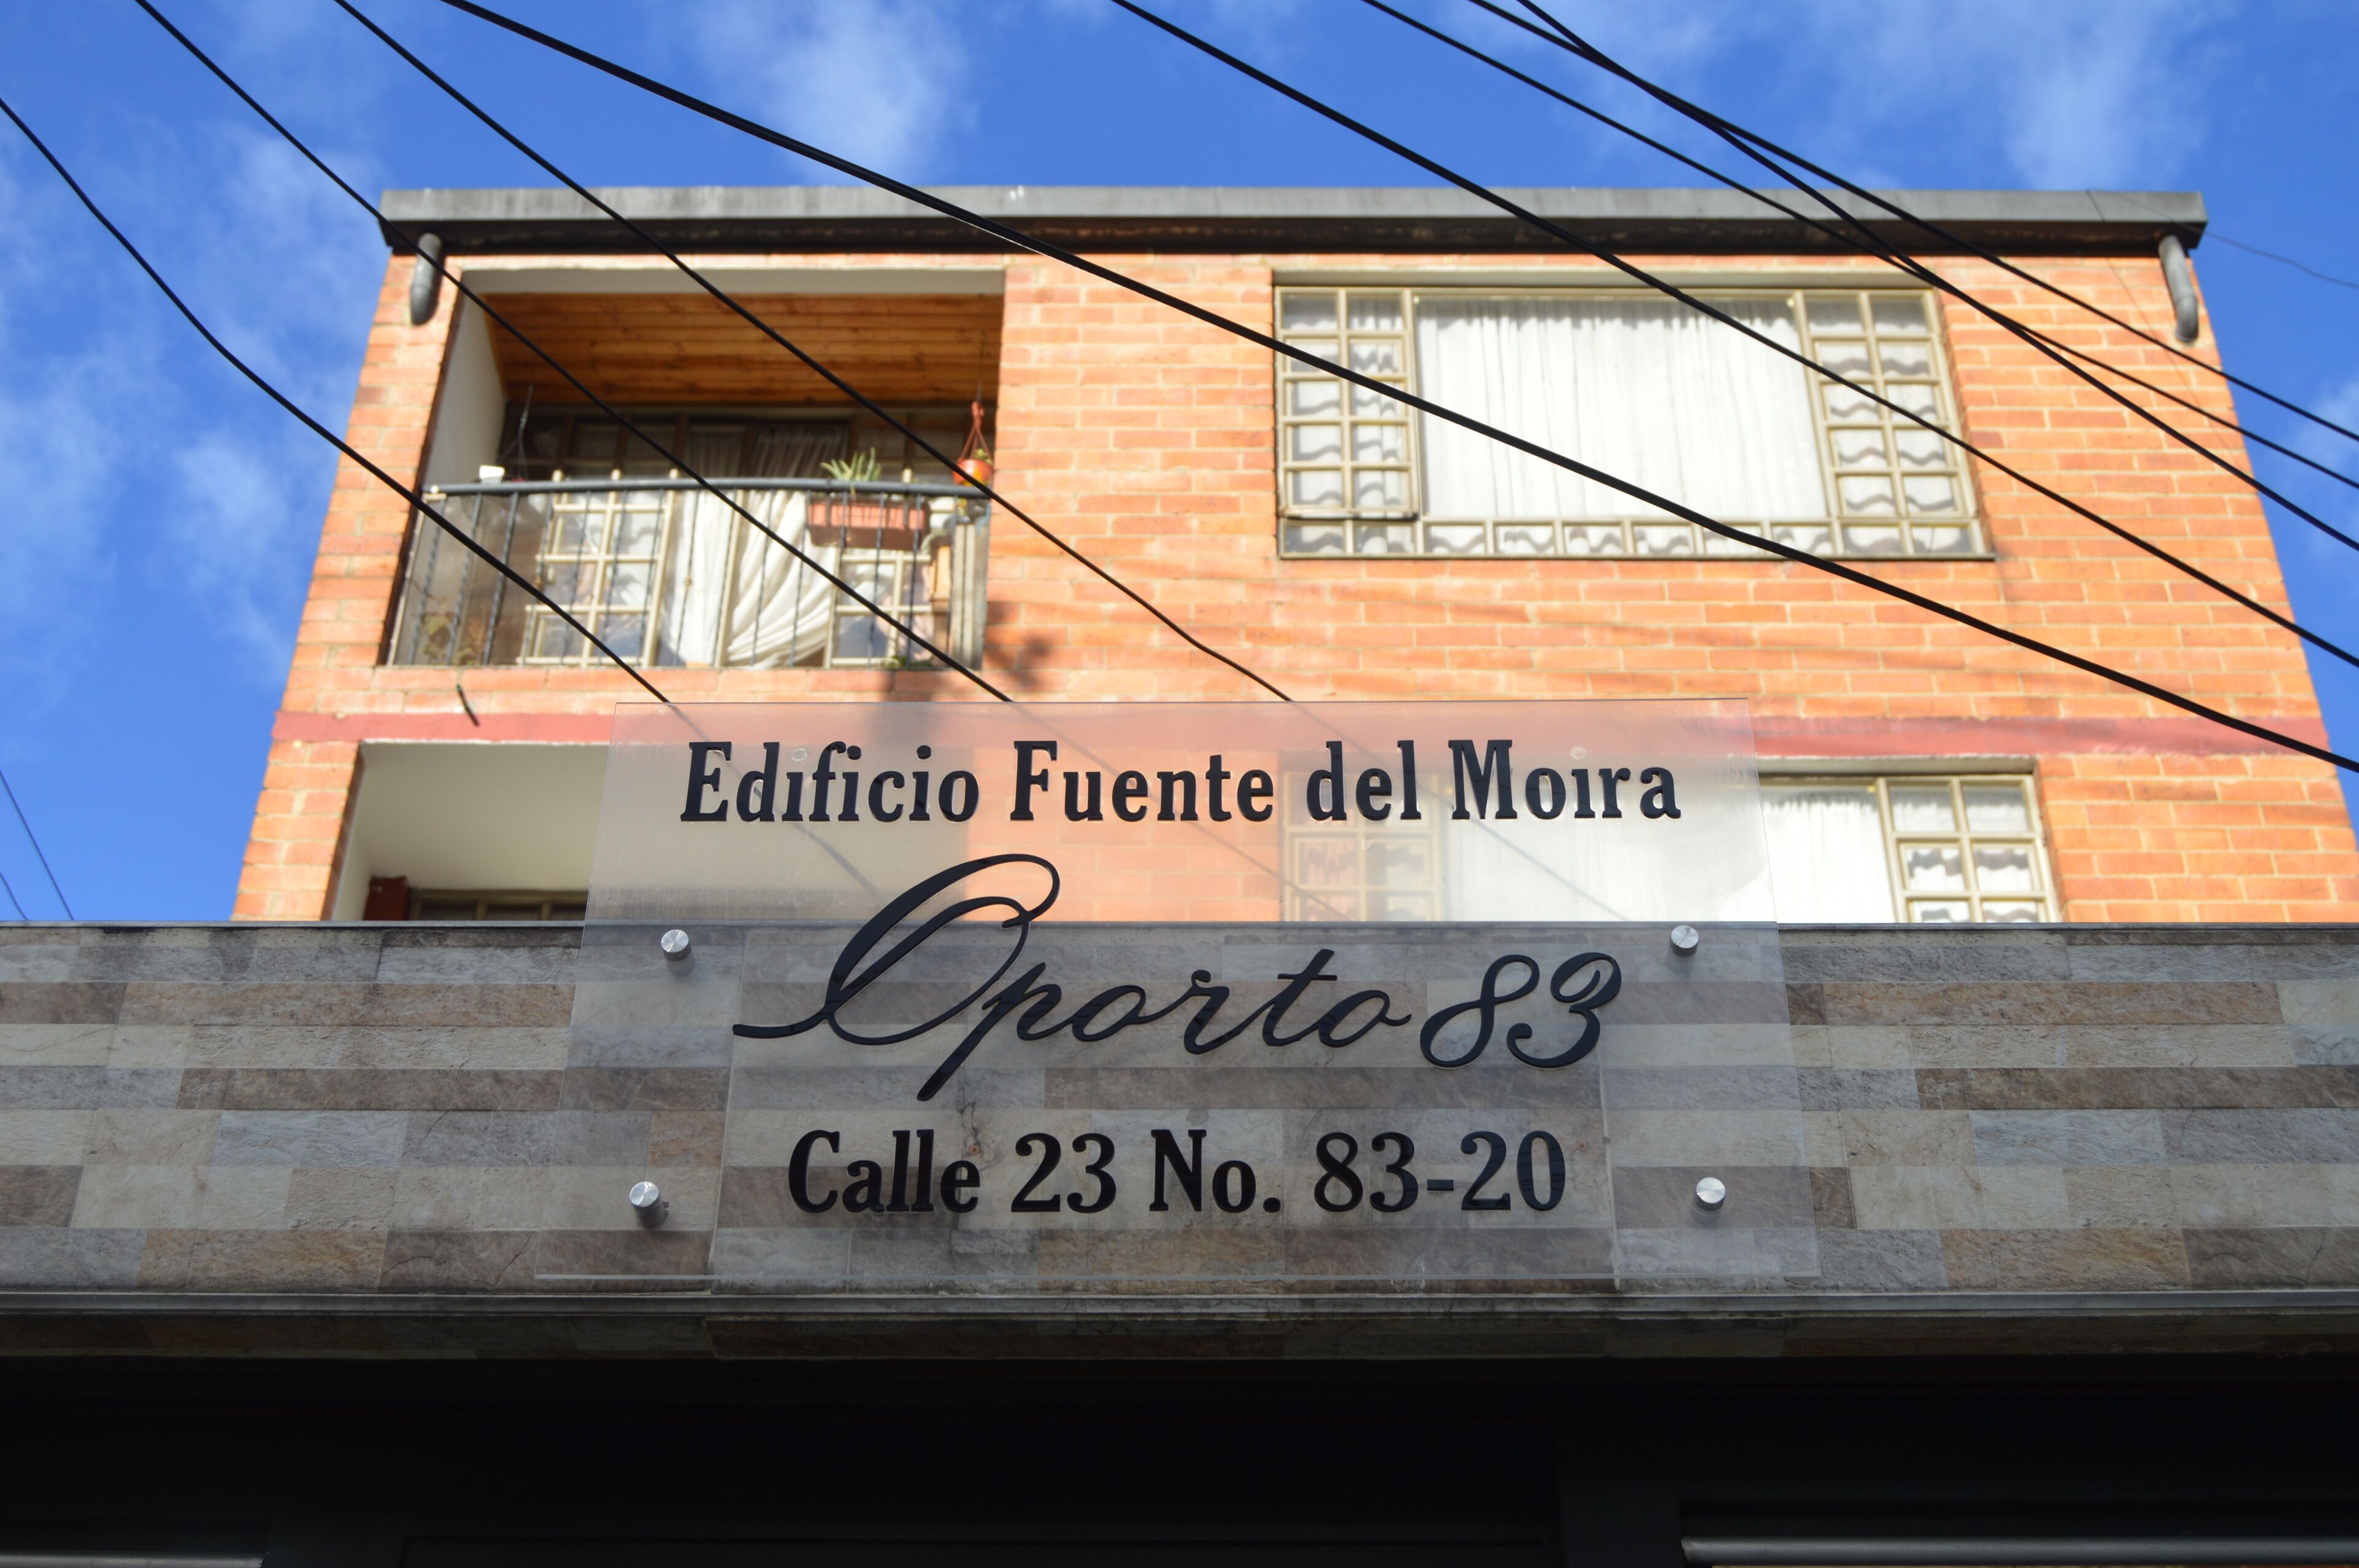 Edificio Fuente del Moira
Oporto 83
Calle 23 No. 83-20